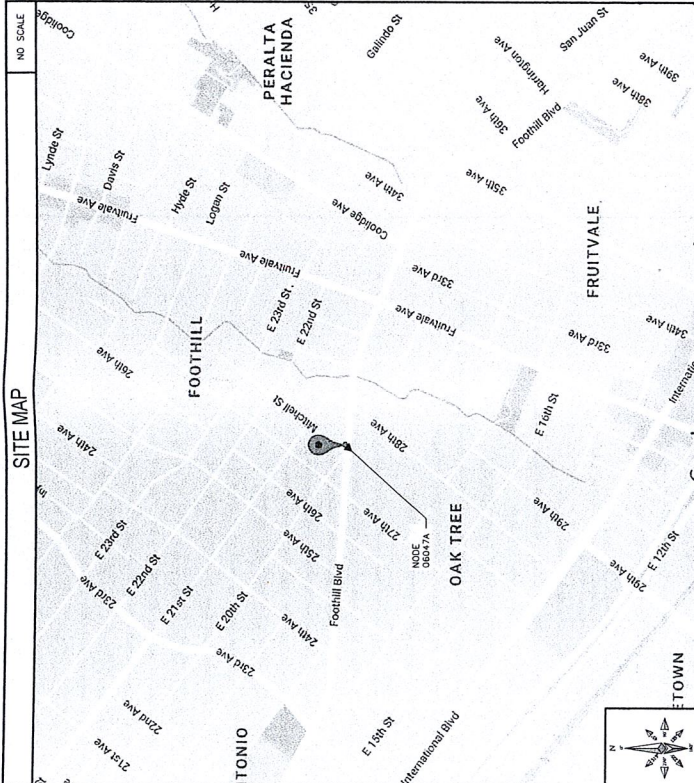 SITE MAP
NO SCALE
Coolidge
Lynde St
Davis St
Fruitvale Ave
Hyde St
Logan St
PERALTA
HACIENDA
Galindo St
San Juan St
Harrington Ave
39th Ave
38th Ave
36th Ave
Foothill Blvd
35th Ave
34th Ave
Coolidge Ave
Fruitvale Ave
E 23rd St
E 22nd St
FOOTHILL
26th Ave
24th Ave
Mitchell St
33rd Ave
Fruitvale Ave
FRUITVALE
33rd Ave
34th Ave
Internatio
E 16th St
28th Ave
27th Ave
26th Ave
25th Ave
24th Ave
Foothill Blvd
NODE
06047A
OAK TREE
29th Ave
29th Ave
E 12th St
E 23rd St
E 22nd St
E 21st St
E 20th St
23rd Ave
23rd Ave
22nd Ave
21st Ave
TONIO
E 15th St
International Blvd
ETOWN
N